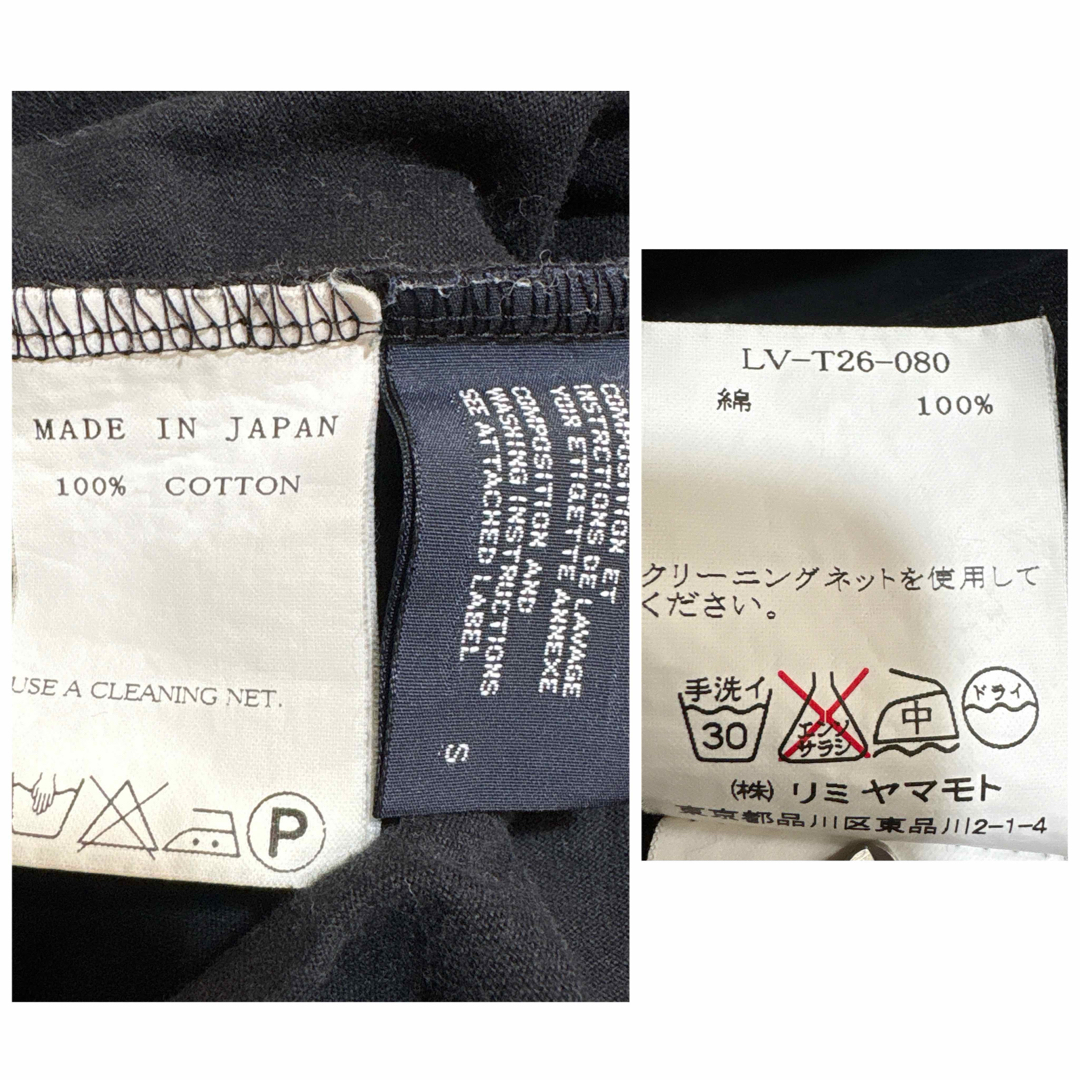 MADE IN JAPAN
100% COTTON
USE A CLEANING NET.
P
COMPOSITION ET
INSTRCTIONS DE LAVAGE
YOIR ETIGETTE ANNEXE
COMPOSITION AND
WASHING INSTRUCTIONS
SEE ATTACHED LABEL
S
LV-T26-080
綿 100%
クリーニングネットを使用して
ください。
手洗イ
30
エンソ
サラシ
中
ドライ
(株) リミ ヤマモト
東京都品川区東品川2-1-4